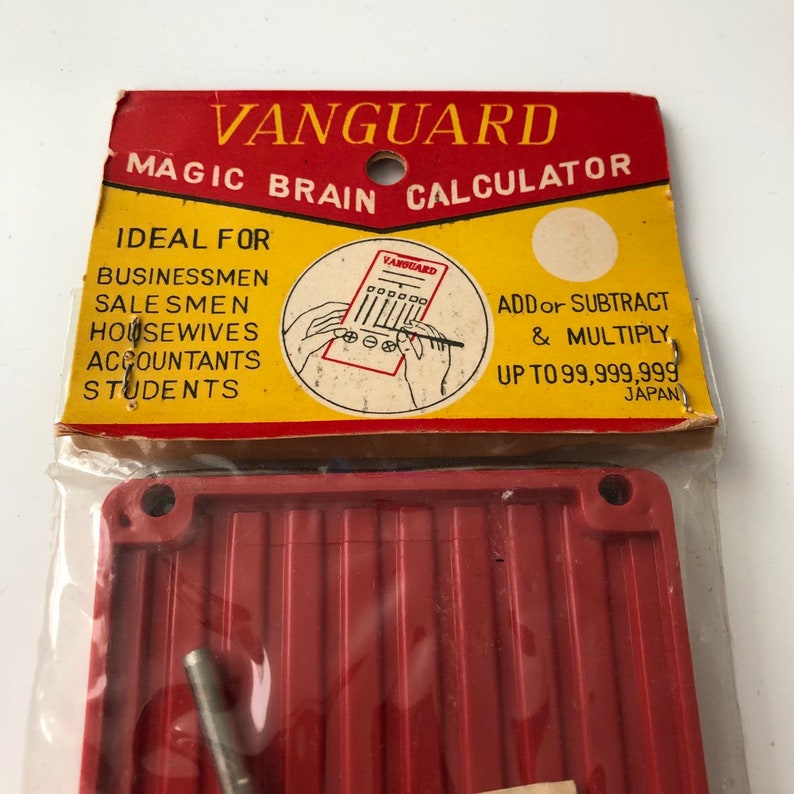 VANGUARD
MAGIC BRAIN CALCULATOR
IDEAL FOR
BUSINESSMEN
SALESMEN
HOUSEWIVES
ACCOUNTANTS
STUDENTS
VANGUARD
ADD or SUBTRACT
& MULTIPLY
UP TO 99,999,999
JAPAN